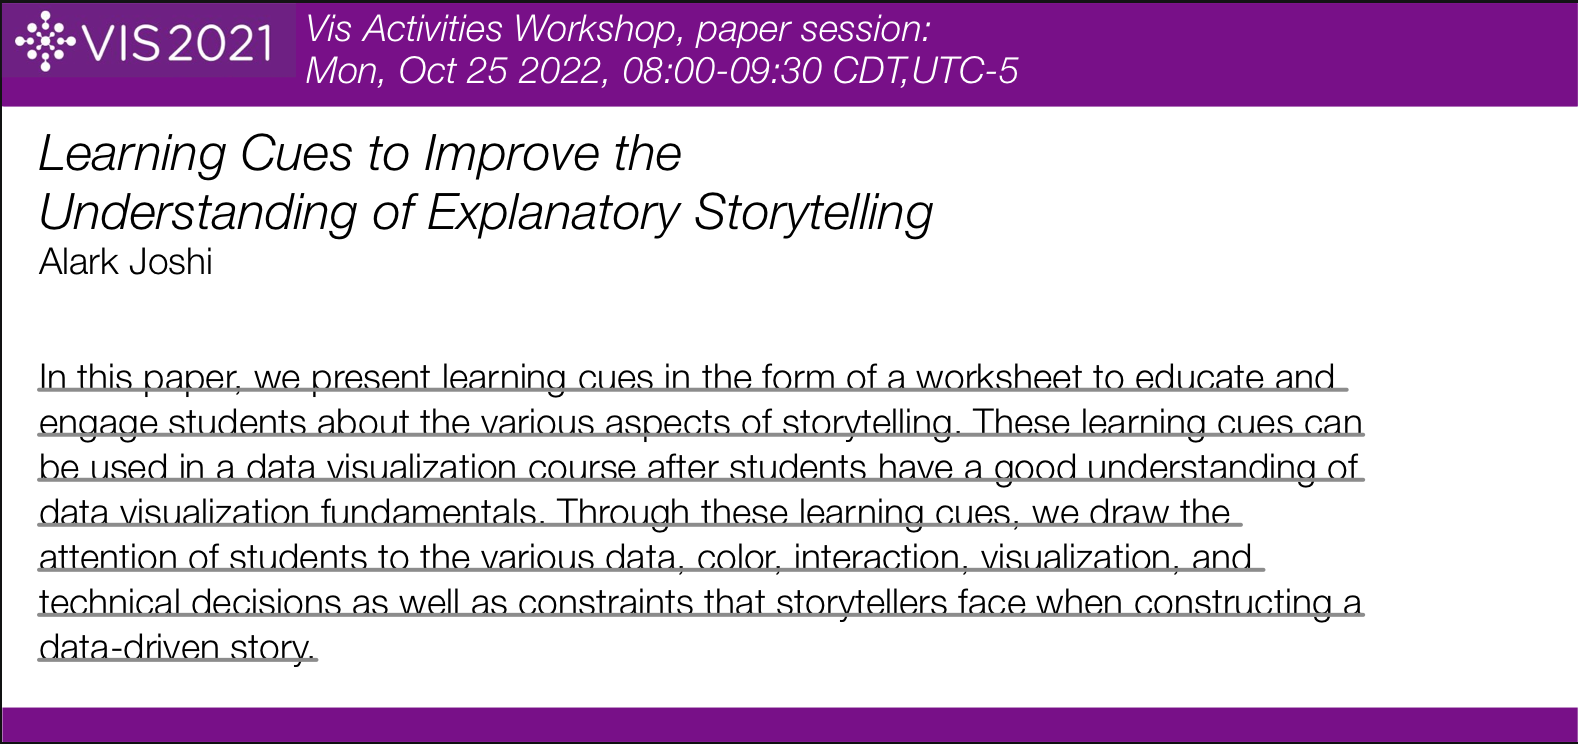 VIS2021
Vis Activities Workshop, paper session:
Mon, Oct 25 2022, 08:00-09:30 CDT,UTC-5
Learning Cues to Improve the
Understanding of Explanatory Storytelling
Alark Joshi
In this paper, we present learning cues in the form of a worksheet to educate and
engage students about the various aspects of storytelling. These learning cues can
be used in a data visualization course after students have a good understanding of
data visualization fundamentals. Through these learning cues, we draw the
attention of students to the various data, color, interaction, visualization, and
technical decisions as well as constraints that storytellers face when constructing a
data-driven story.